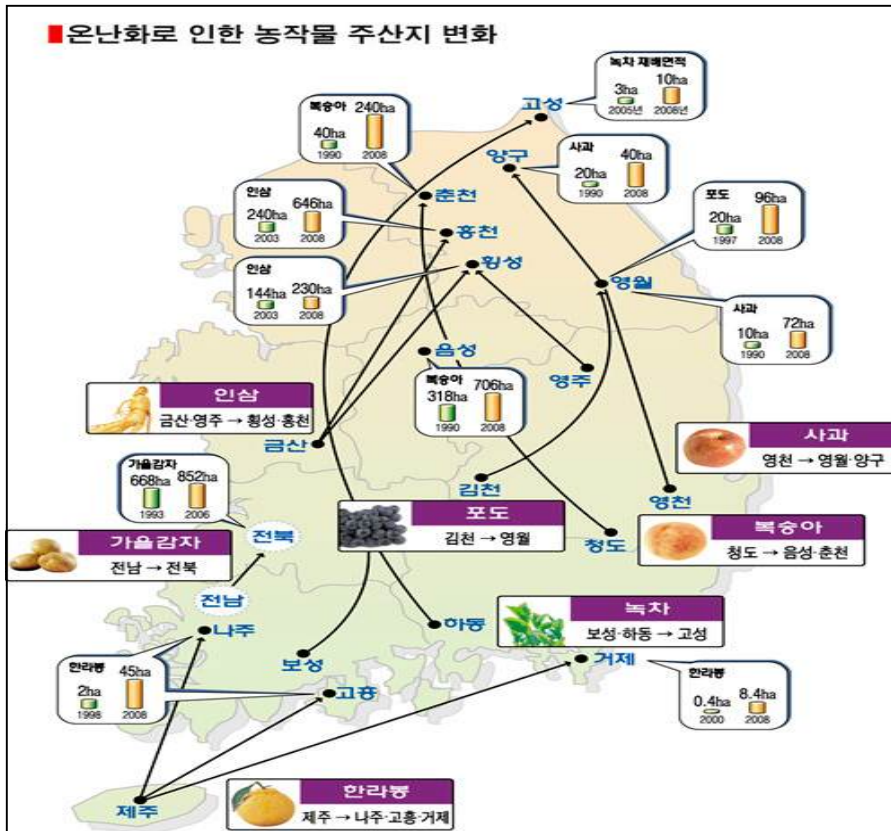 온난화로 인한 농작물 주산지 변화
녹차 재배면적
3ha 10ha
2005년 2008년
고성
복숭아 240ha
40ha
1990 2008
양구
사과 40ha
20ha
1990 2008
춘천
인삼 646ha
240ha
2003 2008
홍천
포도 96ha
20ha
1997 2008
횡성
인삼
144ha 230ha
2003 2008
영월
사과 72ha
10ha
1990 2008
음성
복숭아 706ha
318ha
1990 2008
영주
인삼
금산·영주 → 횡성·홍천
금산
사과
영천 → 영월·양구
가을감자
668ha 852ha
1993 2006
김천
영천
포도
김천 → 영월
전북
가을감자
전남 → 전북
청도
복숭아
청도 → 음성·춘천
전남
나주
하동
녹차
보성·하동 → 고성
보성
거제
한라봉 45ha
2ha
1998 2008
고흥
한라봉
0.4ha 8.4ha
2000 2008
제주
한라봉
제주 → 나주·고흥·거제